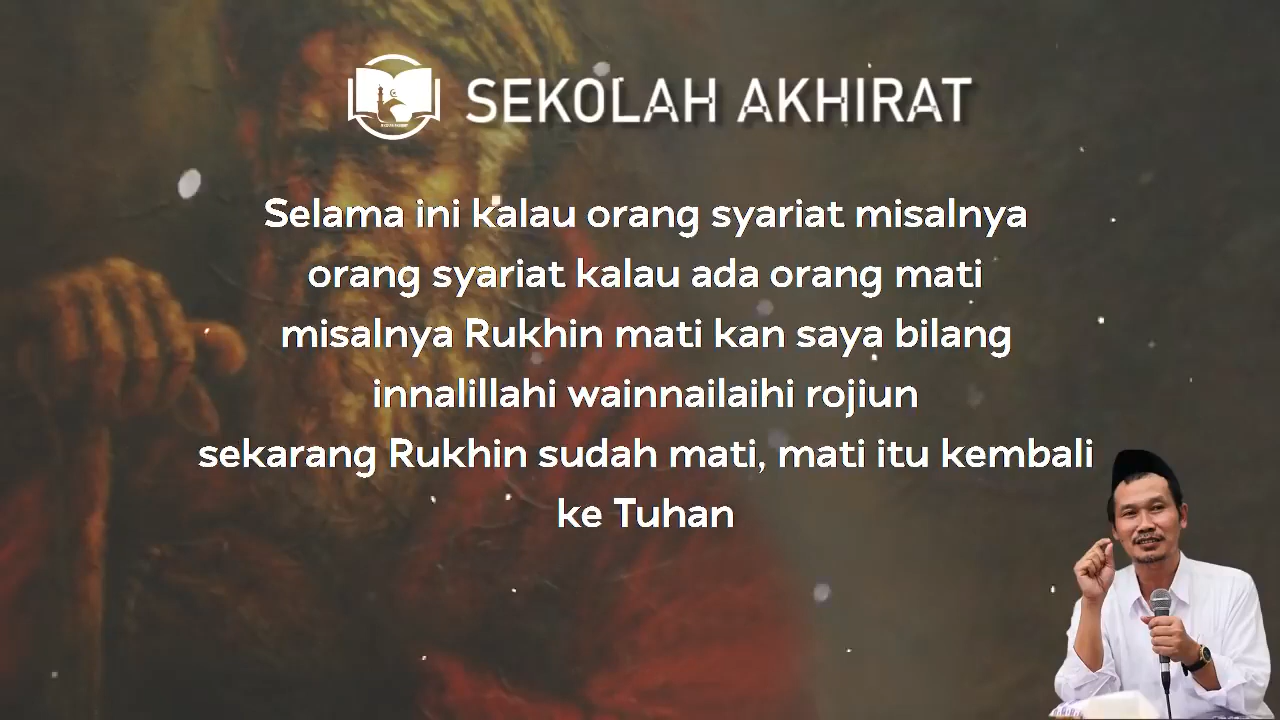 SEKOLAH AKHIRAT
Selama ini kalau orang syariat misalnya
orang syariat kalau ada orang mati
misalnya Rukhin mati kan saya bilang
innalillahi wainnailaihi rojiun
sekarang Rukhin sudah mati, mati itu kembali
ke Tuhan